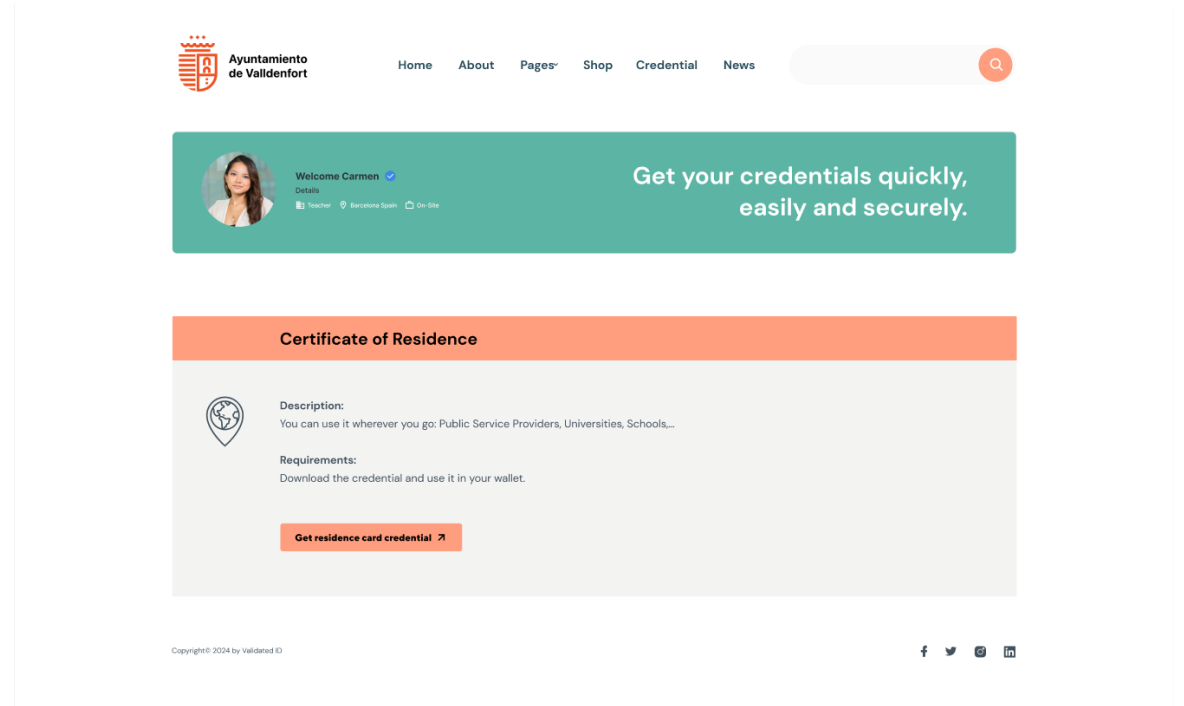 Ayuntamiento
de Valldenfort
Home About Pages Shop Credential News
Welcome Carmen
Details
Teacher Barcelona Spain On-Site
Get your credentials quickly,
easily and securely.
Certificate of Residence
Description:
You can use it wherever you go: Public Service Providers, Universities, Schools,...
Requirements:
Download the credential and use it in your wallet.
Get residence card credential
Copyright© 2024 by Validated ID